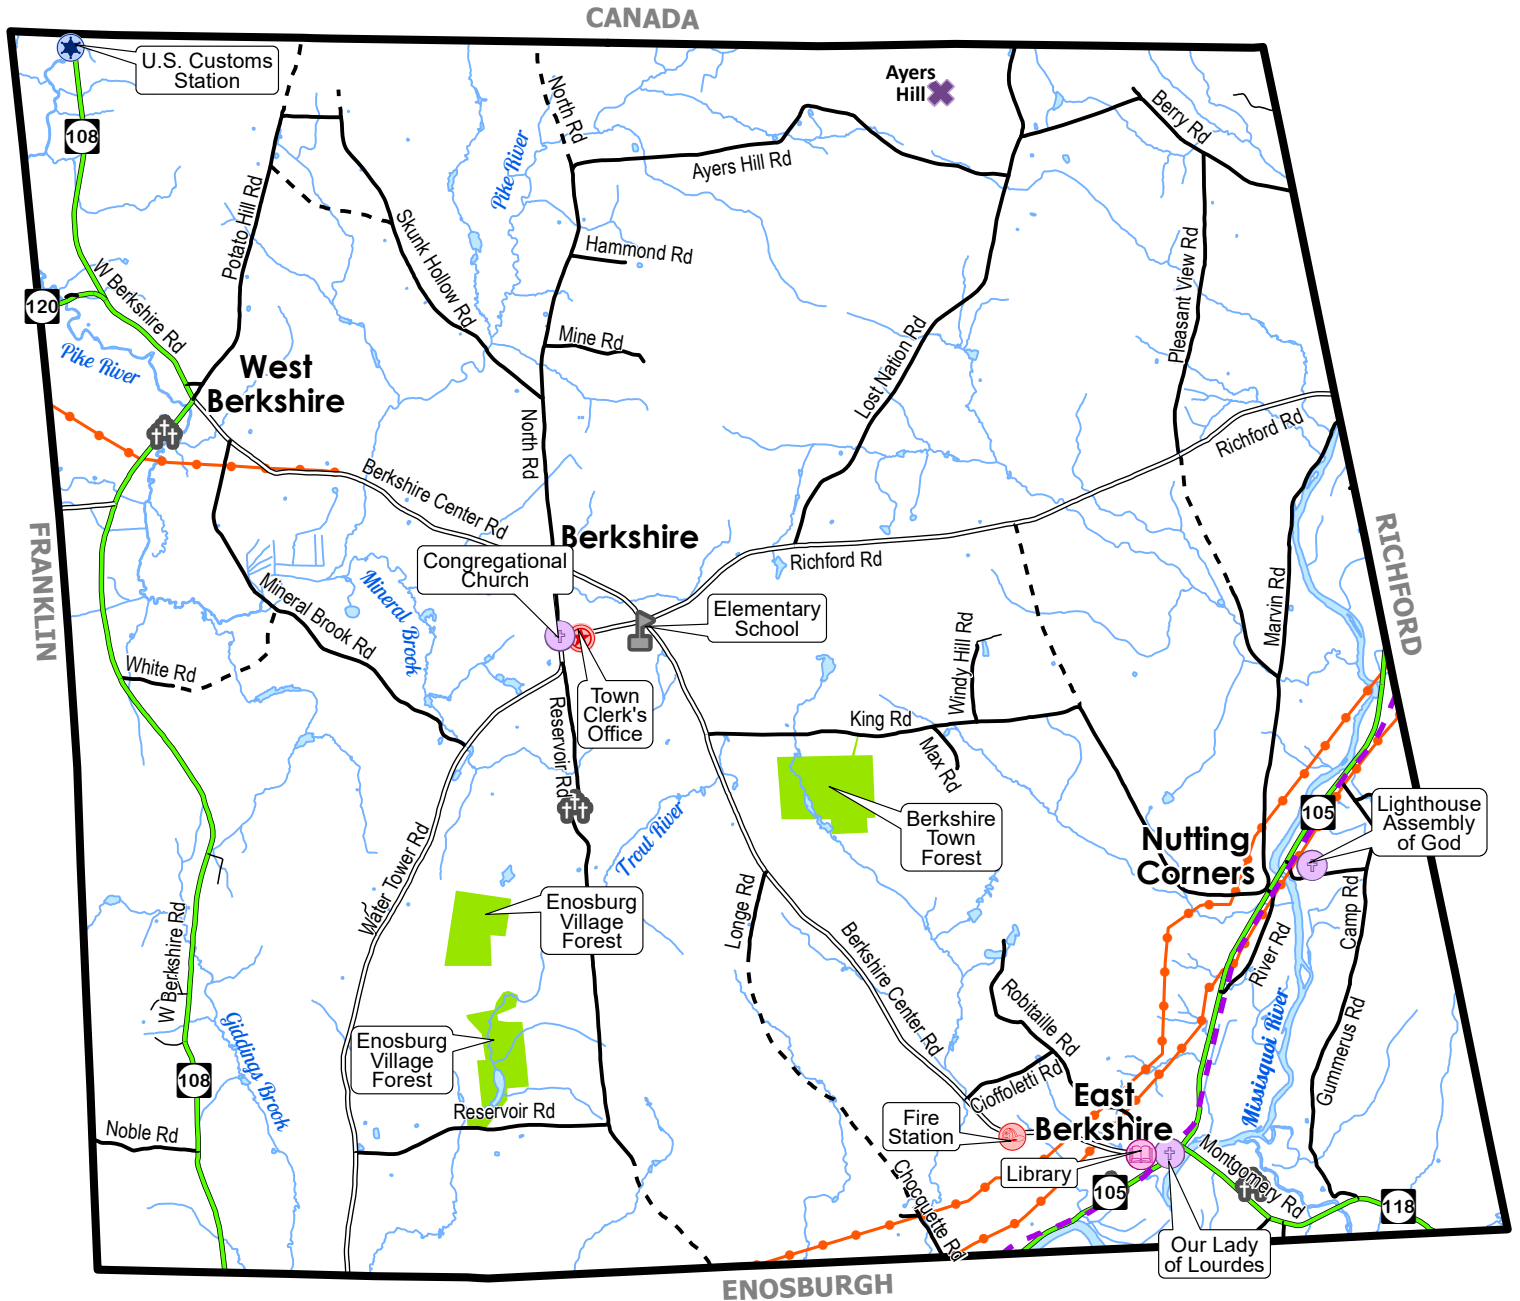 CANADA
U.S. Customs
Station
108
North Rd
Pike River
Ayers
Hill
Berry Rd
Ayers Hill Rd
Potato Hill Rd
Skunk Hollow Rd
Hammond Rd
Pleasant View Rd
W Berkshire Rd
120
Pike River
Mine Rd
Lost Nation Rd
West
Berkshire
North Rd
Richford Rd
Berkshire Center Rd
FRANKLIN
RICHFORD
Berkshire
Congregational
Church
Richford Rd
Mineral Brook Rd
Mineral Brook
Elementary
School
Windy Hill Rd
Marvin Rd
White Rd
Town
Clerk's
Office
Reservoir Rd
King Rd
Max Rd
Trout River
Berkshire
Town
Forest
105
Lighthouse
Assembly
of God
Nutting
Corners
Water Tower Rd
Longe Rd
Camp Rd
Enosburg
Village
Forest
W Berkshire Rd
Berkshire Center Rd
River Rd
Robitaille Rd
Missisquoi River
Gummerus Rd
Giddings Brook
Enosburg
Village
Forest
108
Cioffoletti Rd
East
Berkshire
Reservoir Rd
Fire
Station
Noble Rd
Library
Montgomery Rd
Chocquette Rd
105
118
Our Lady
of Lourdes
ENOSBURGH